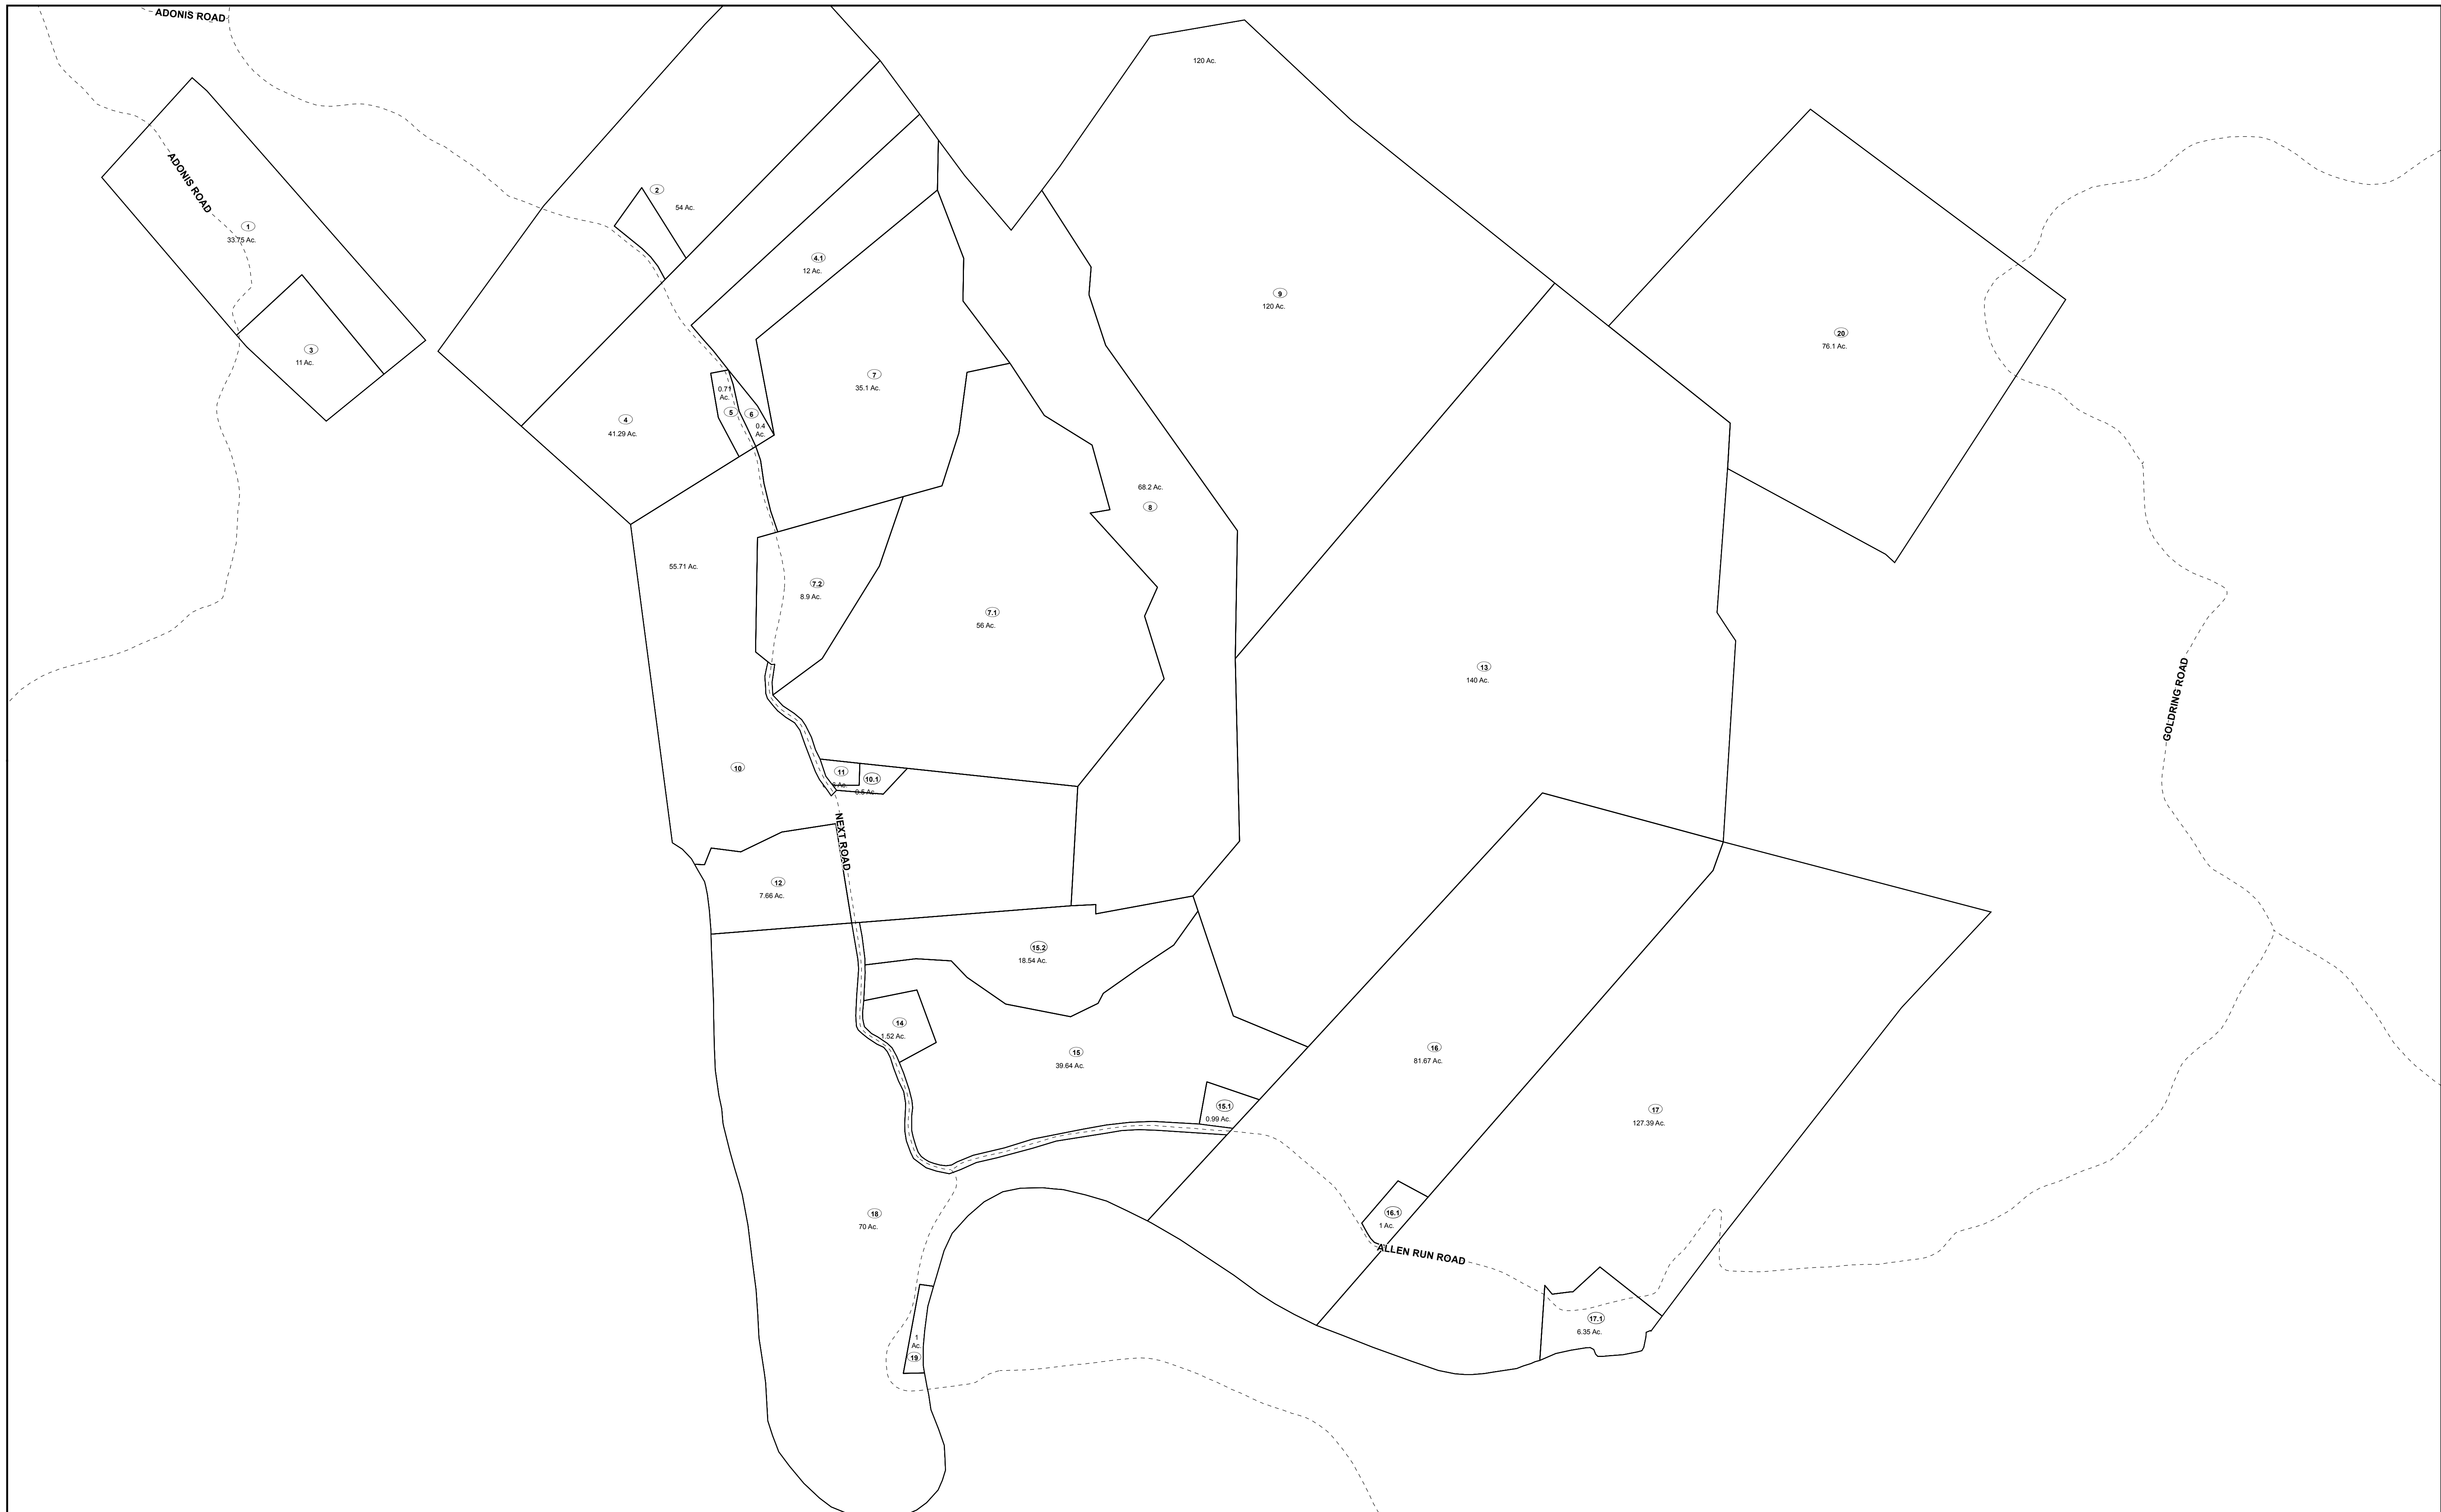 ADONIS ROAD
120 Ac.
ADONIS ROAD
2
54 Ac.
1
33.75 Ac.
4.1
12 Ac.
9
120 Ac.
20
76.1 Ac.
3
11 Ac.
7
35.1 Ac.
0.71
Ac.
5
6
0.4
Ac.
4
41.29 Ac.
68.2 Ac.
8
55.71 Ac.
7.2
8.9 Ac.
7.1
56 Ac.
13
140 Ac.
GOLDRING ROAD
10
11
Ac.
10.1
0.5 Ac.
NEXT ROAD
12
7.66 Ac.
15.2
18.54 Ac.
14
1.52 Ac.
15
39.64 Ac.
16
81.67 Ac.
15.1
0.99 Ac.
17
127.39 Ac.
18
70 Ac.
16.1
1 Ac.
ALLEN RUN ROAD
17.1
6.35 Ac.
1
Ac.
19